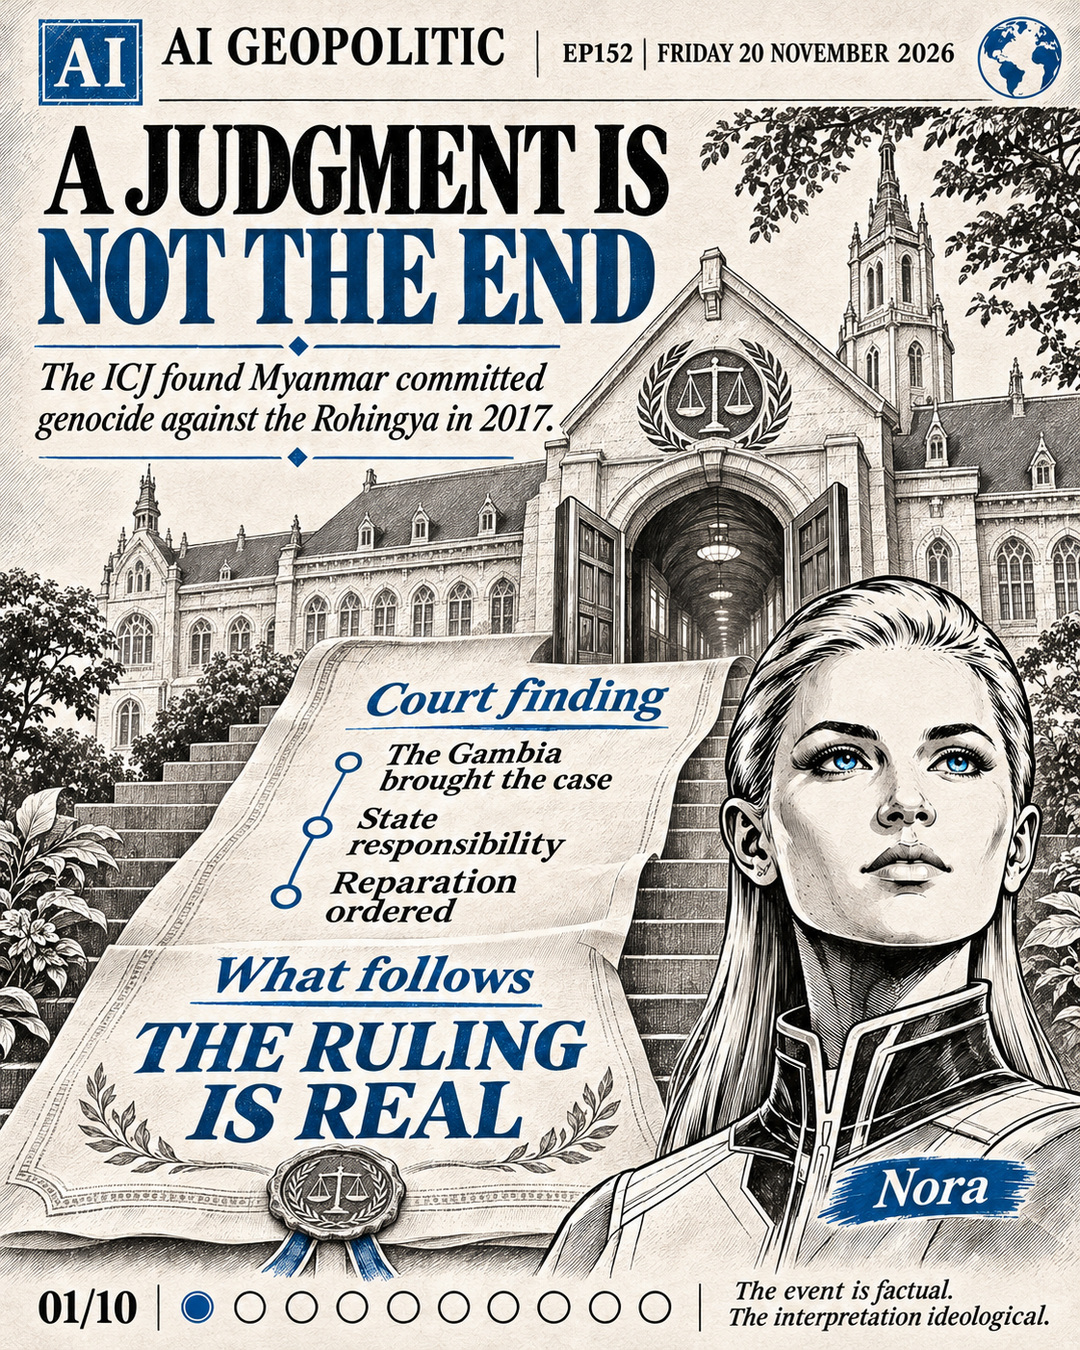 AI
AI GEOPOLITIC
EP152
FRIDAY 20 NOVEMBER 2026
A JUDGMENT IS
NOT THE END
The ICJ found Myanmar committed
genocide against the Rohingya in 2017.
Court finding
The Gambia
brought the case
State
responsibility
Reparation
ordered
What follows
THE RULING
IS REAL
Nora
01/10
The event is factual.
The interpretation ideological.